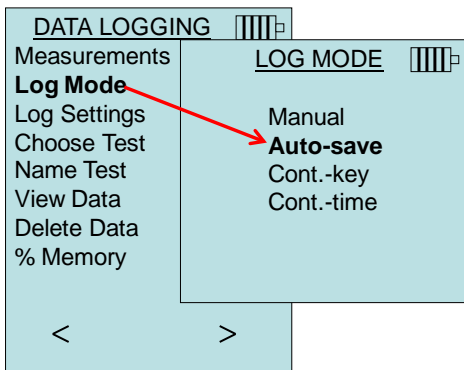 DATA LOGGING
Measurements
Log Mode
Log Settings
Choose Test
Name Test
View Data
Delete Data
% Memory
< >
LOG MODE
Manual
Auto-save
Cont.-key
Cont.-time